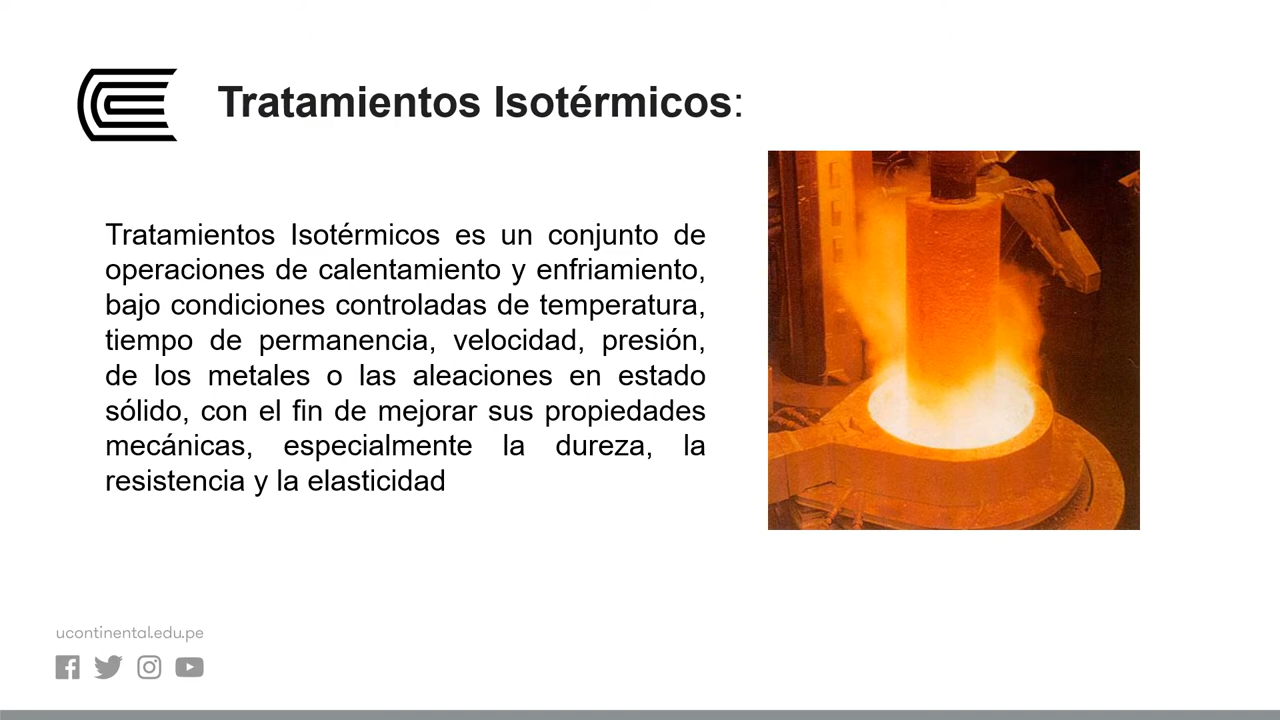 Tratamientos Isotérmicos:
Tratamientos Isotérmicos es un conjunto de
operaciones de calentamiento y enfriamiento,
bajo condiciones controladas de temperatura,
tiempo de permanencia, velocidad, presión,
de los metales o las aleaciones en estado
sólido, con el fin de mejorar sus propiedades
mecánicas, especialmente la dureza, la
resistencia y la elasticidad
ucontinental.edu.pe